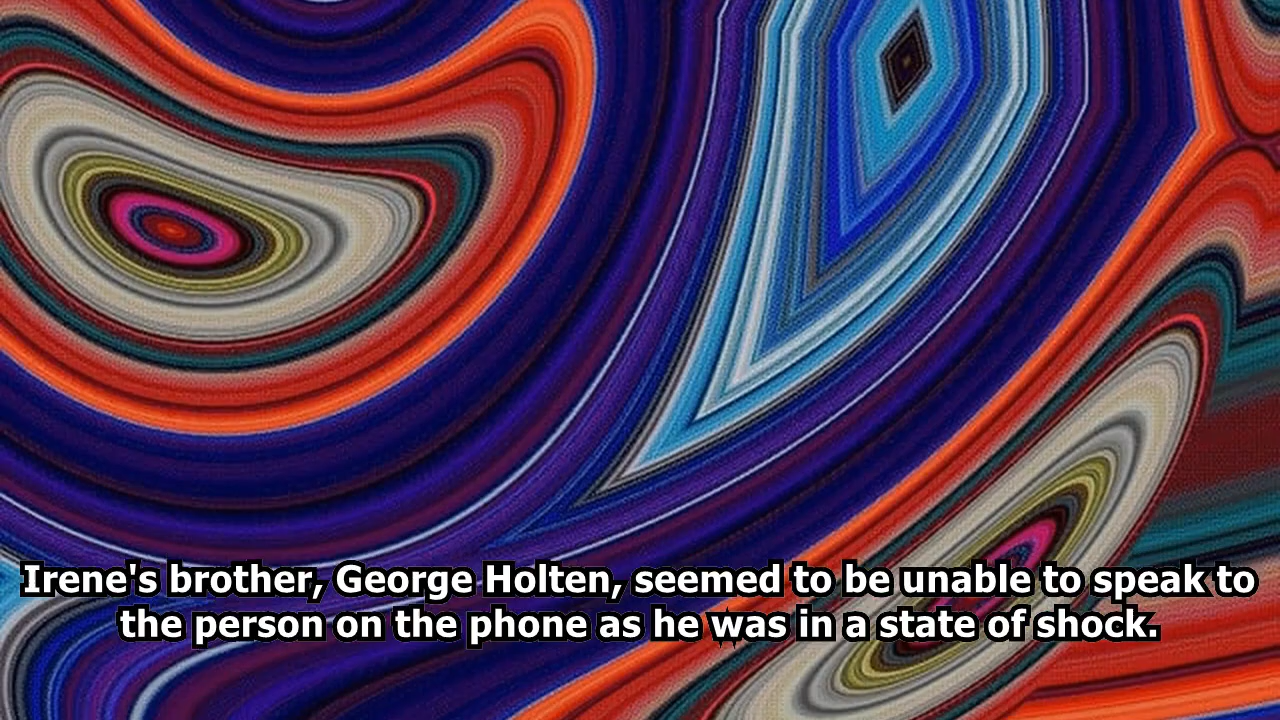 Irene's brother, George Holten, seemed to be unable to speak to
the person on the phone as he was in a state of shock.